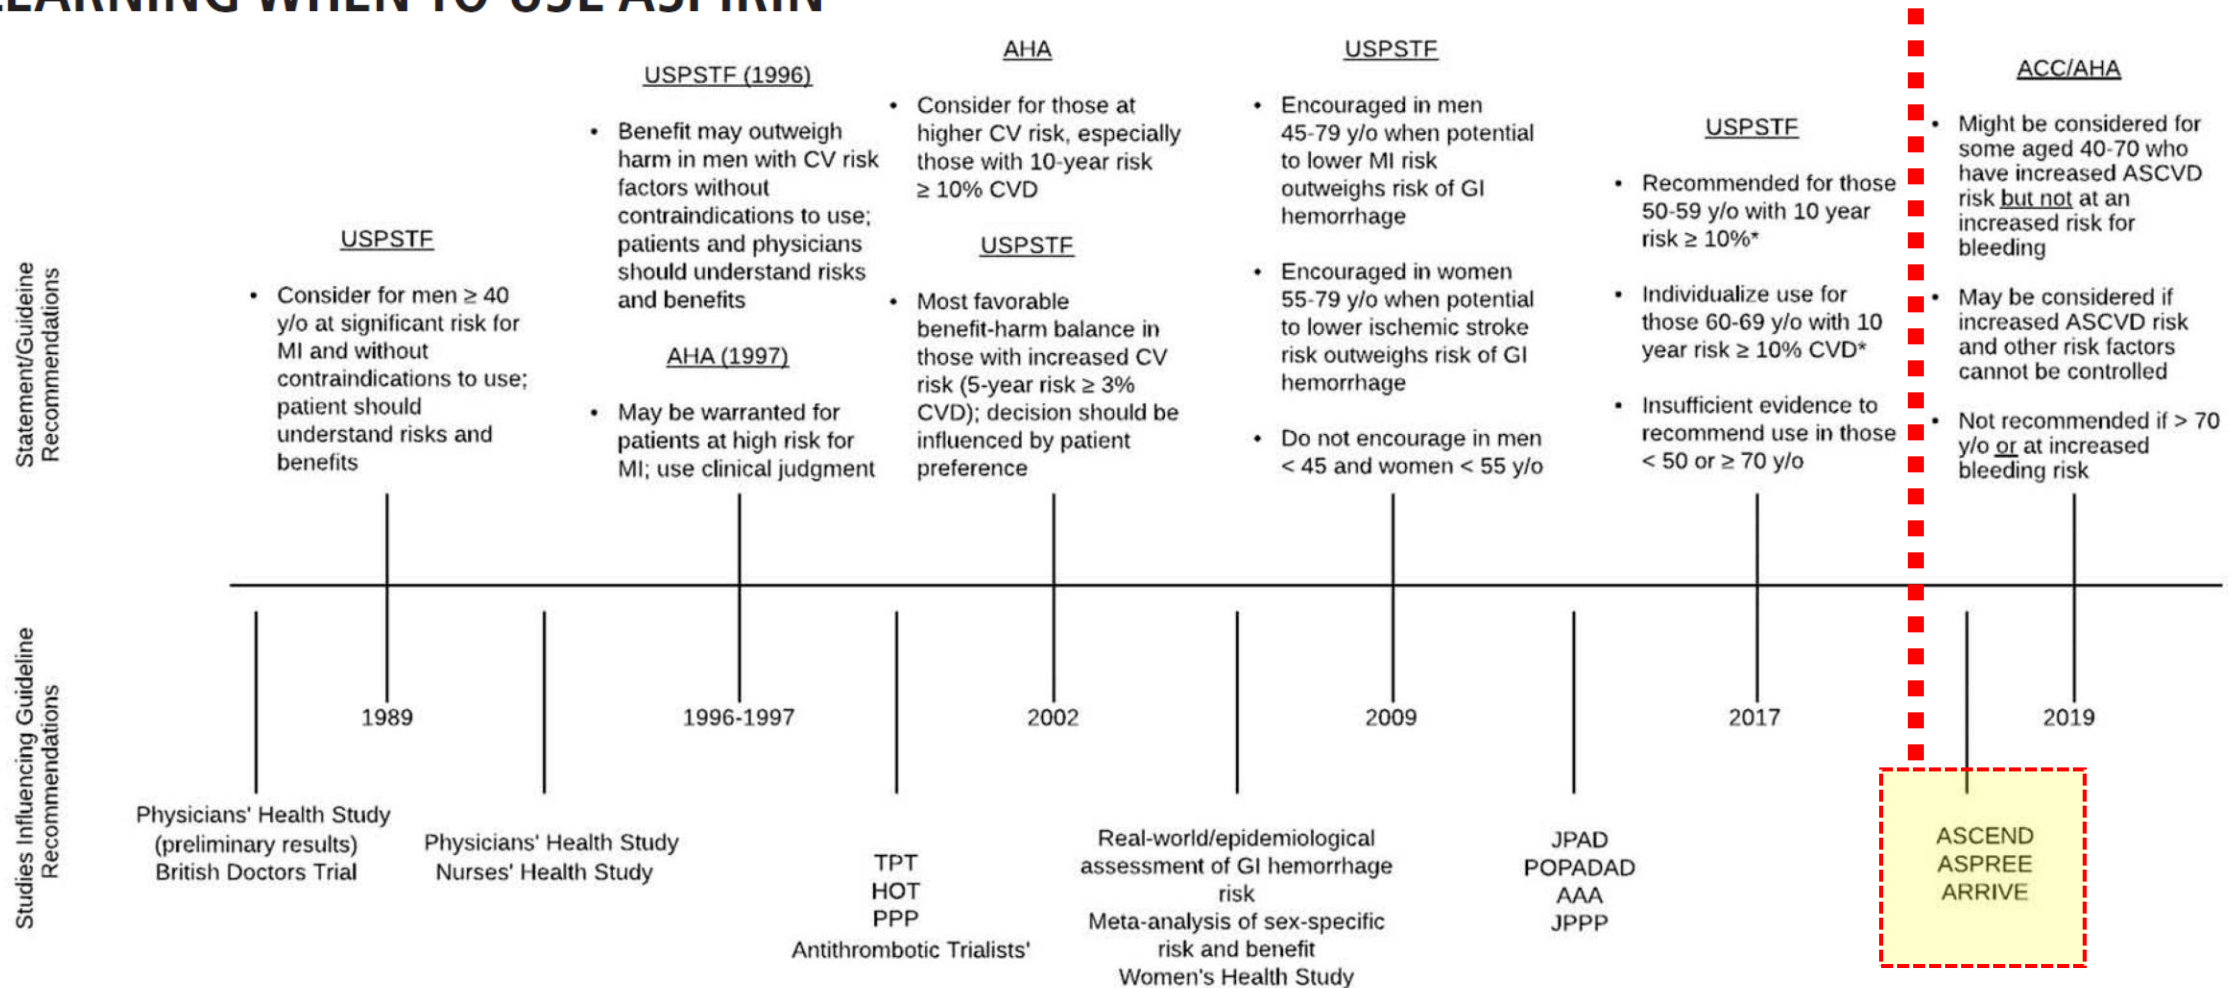 LEARNING WHEN TO USE ASPIRIN
Statement/Guideine
Recommendations
USPSTF
• Consider for men ≥ 40
y/o at significant risk for
MI and without
contraindications to use;
patient should
understand risks and
benefits
USPSTF (1996)
• Benefit may outweigh
harm in men with CV risk
factors without
contraindications to use;
patients and physicians
should understand risks
and benefits
AHA (1997)
• May be warranted for
patients at high risk for
MI; use clinical judgment
AHA
• Consider for those at
higher CV risk, especially
those with 10-year risk
≥ 10% CVD
USPSTF
• Most favorable
benefit-harm balance in
those with increased CV
risk (5-year risk ≥ 3%
CVD); decision should be
influenced by patient
preference
USPSTF
• Encouraged in men
45-79 y/o when potential
to lower MI risk
outweighs risk of GI
hemorrhage
• Encouraged in women
55-79 y/o when potential
to lower ischemic stroke
risk outweighs risk of GI
hemorrhage
• Do not encourage in men
< 45 and women < 55 y/o
USPSTF
• Recommended for those
50-59 y/o with 10 year
risk ≥ 10%*
• Individualize use for
those 60-69 y/o with 10
year risk ≥ 10% CVD*
• Insufficient evidence to
recommend use in those
< 50 or ≥ 70 y/o
ACC/AHA
• Might be considered for
some aged 40-70 who
have increased ASCVD
risk but not at an
increased risk for
bleeding
• May be considered if
increased ASCVD risk
and other risk factors
cannot be controlled
• Not recommended if > 70
y/o or at increased
bleeding risk
1989
1996-1997
2002
2009
2017
2019
Studies Influencing Guideline
Recommendations
Physicians' Health Study
(preliminary results)
British Doctors Trial
Physicians' Health Study
Nurses' Health Study
TPT
HOT
PPP
Antithrombotic Trialists'
Real-world/epidemiological
assessment of GI hemorrhage
risk
Meta-analysis of sex-specific
risk and benefit
Women's Health Study
JPAD
POPADAD
AAA
JPPP
ASCEND
ASPREE
ARRIVE